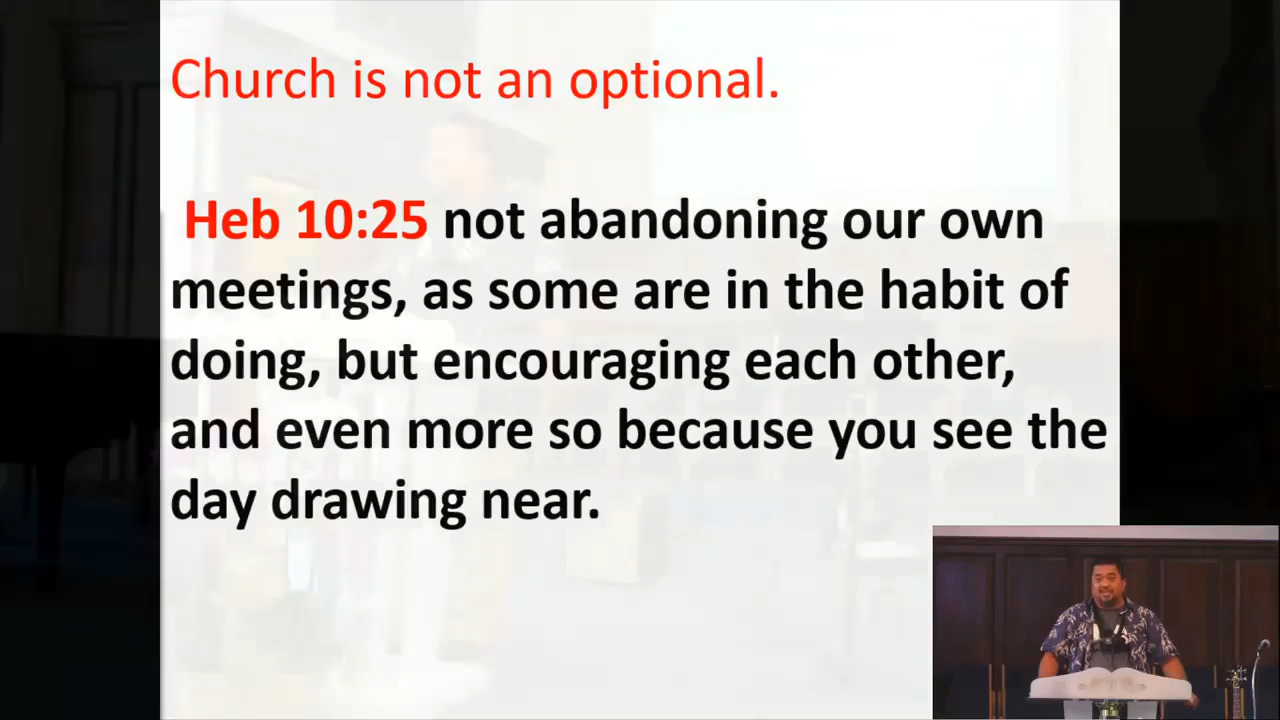 Church is not an optional.
Heb 10:25 not abandoning our own
meetings, as some are in the habit of
doing, but encouraging each other,
and even more so because you see the
day drawing near.